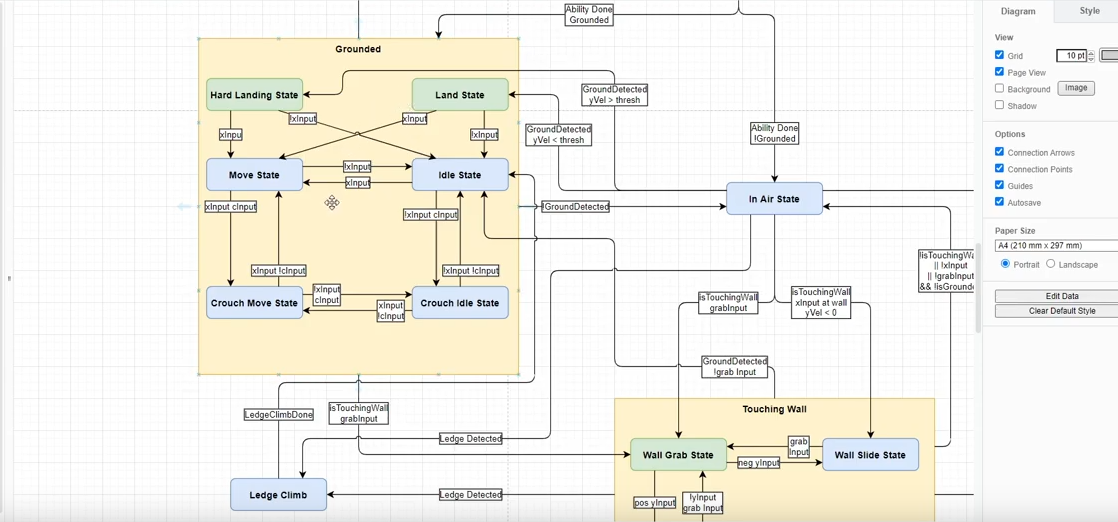 Ability Done
Grounded
Diagram
Style
Grounded
View
Grid
10 pt
Page View
Background
Image
Shadow
Hard Landing State
Land State
GroundDetected
yVel > thresh
!xInput
xInput
xInpu
!xInput
GroundDetected
yVel < thresh
Ability Done
!Grounded
Options
Connection Arrows
Connection Points
Guides
Autosave
Move State
!xInput
xInput
Idle State
In Air State
xInput cInput
!xInput cInput
!GroundDetected
Paper Size
A4 (210 mm x 297 mm)
Portrait
Landscape
xInput !cInput
!xInput !cInput
|| !xInput
|| !grabInput
Edit Data
Clear Default Style
Crouch Move State
!xInput
cInput
xInput
!cInput
Crouch Idle State
isTouchingWall
grabInput
isTouchingWall
xInput at wall
yVel < 0
GroundDetected
!grab Input
LedgeClimbDone
isTouchingWall
grabInput
Touching Wall
Ledge Detected
Wall Grab State
grab
Input
neg yInput
Wall Slide State
Ledge Climb
Ledge Detected
pos yInput
!yInput
grab Input